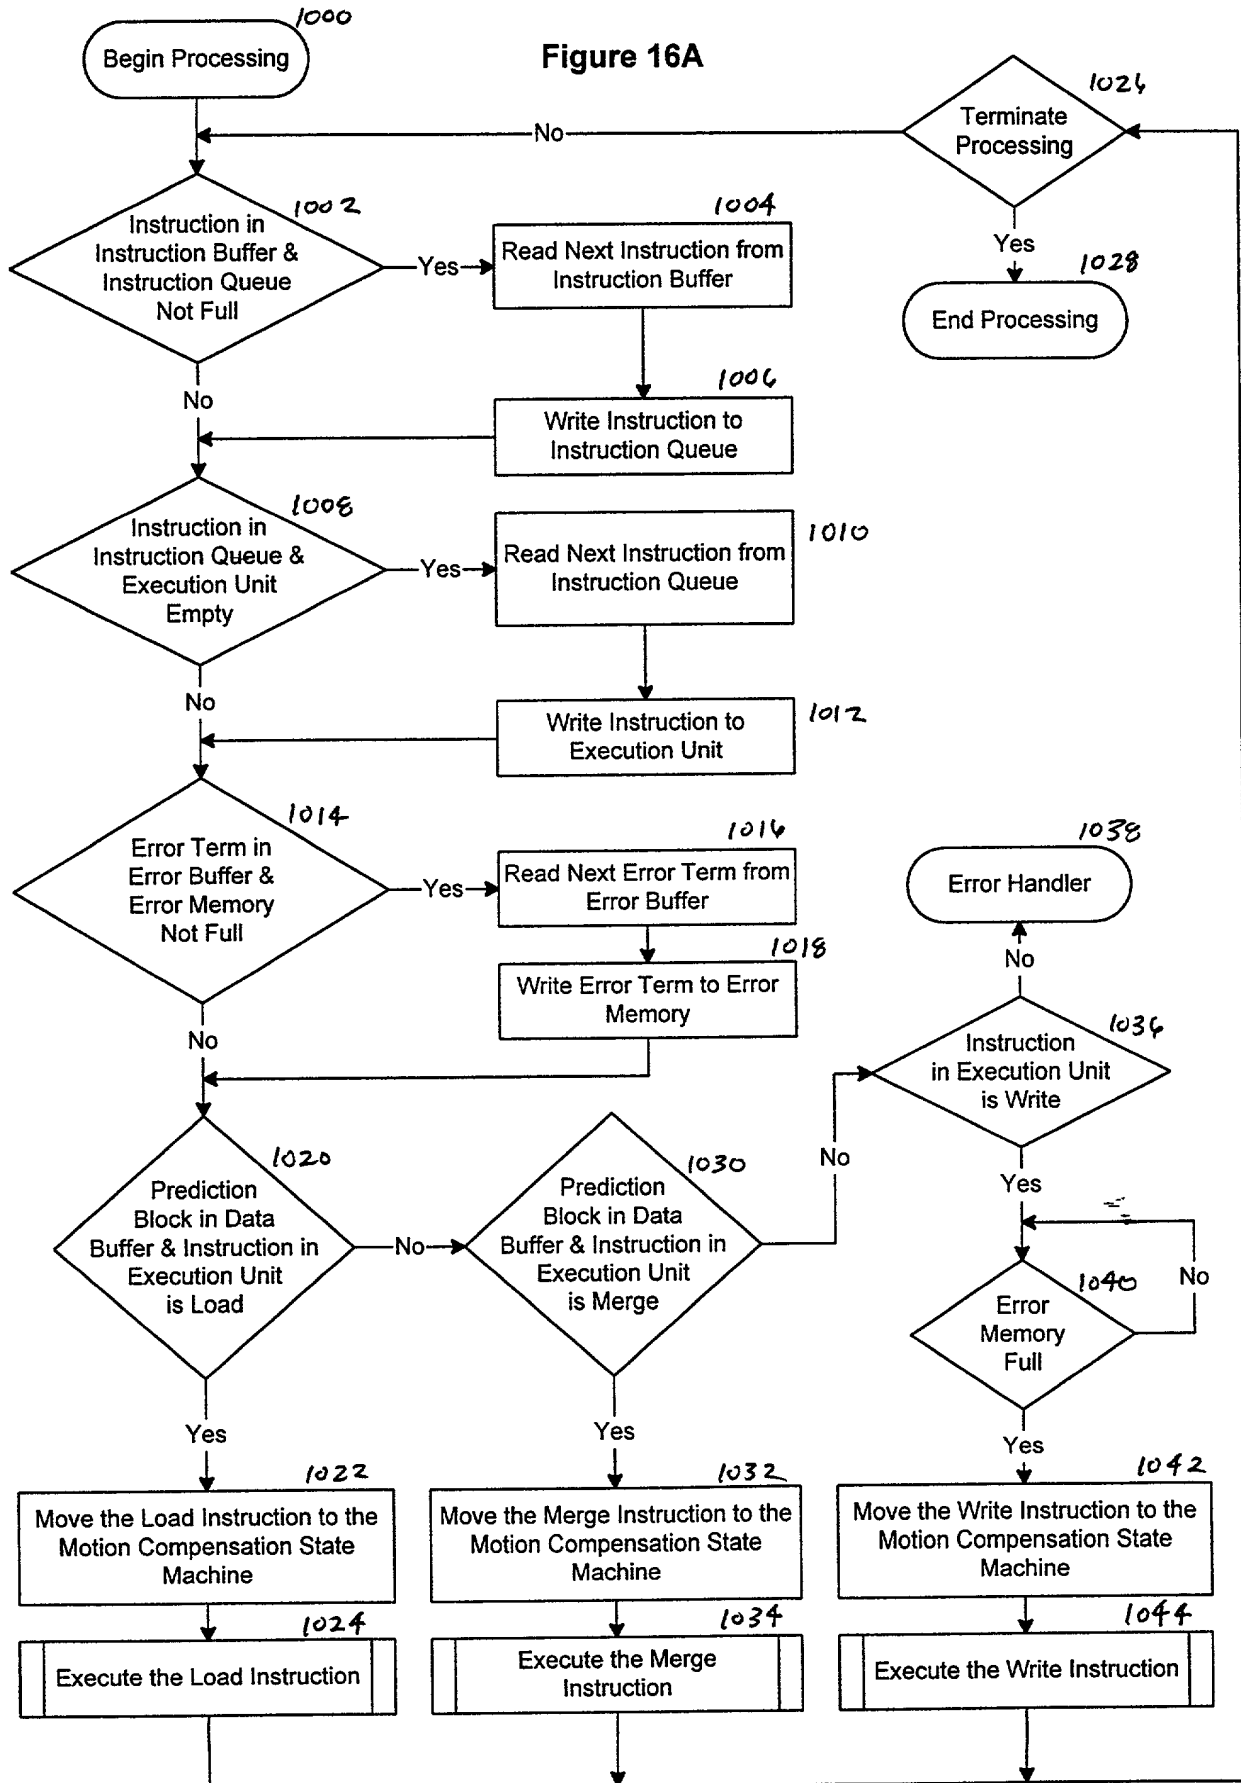 1000
Begin Processing
Figure 16A
1026
Terminate
Processing
No
Yes
1028
End Processing
1002
Instruction in
Instruction Buffer &
Instruction Queue
Not Full
Yes
1004
Read Next Instruction from
Instruction Buffer
No
1006
Write Instruction to
Instruction Queue
1008
Instruction in
Instruction Queue &
Execution Unit
Empty
Yes
1010
Read Next Instruction from
Instruction Queue
No
1012
Write Instruction to
Execution Unit
1014
Error Term in
Error Buffer &
Error Memory
Not Full
Yes
1016
Read Next Error Term from
Error Buffer
1018
Write Error Term to Error
Memory
No
1038
Error Handler
No
1036
Instruction
in Execution Unit
is Write
Yes
1020
Prediction
Block in Data
Buffer & Instruction in
Execution Unit
is Load
No
1030
Prediction
Block in Data
Buffer & Instruction in
Execution Unit
is Merge
No
1040
Error
Memory
Full
No
Yes
Yes
Yes
1022
Move the Load Instruction to the
Motion Compensation State
Machine
1032
Move the Merge Instruction to the
Motion Compensation State
Machine
1042
Move the Write Instruction to the
Motion Compensation State
Machine
1024
Execute the Load Instruction
1034
Execute the Merge
Instruction
1044
Execute the Write Instruction